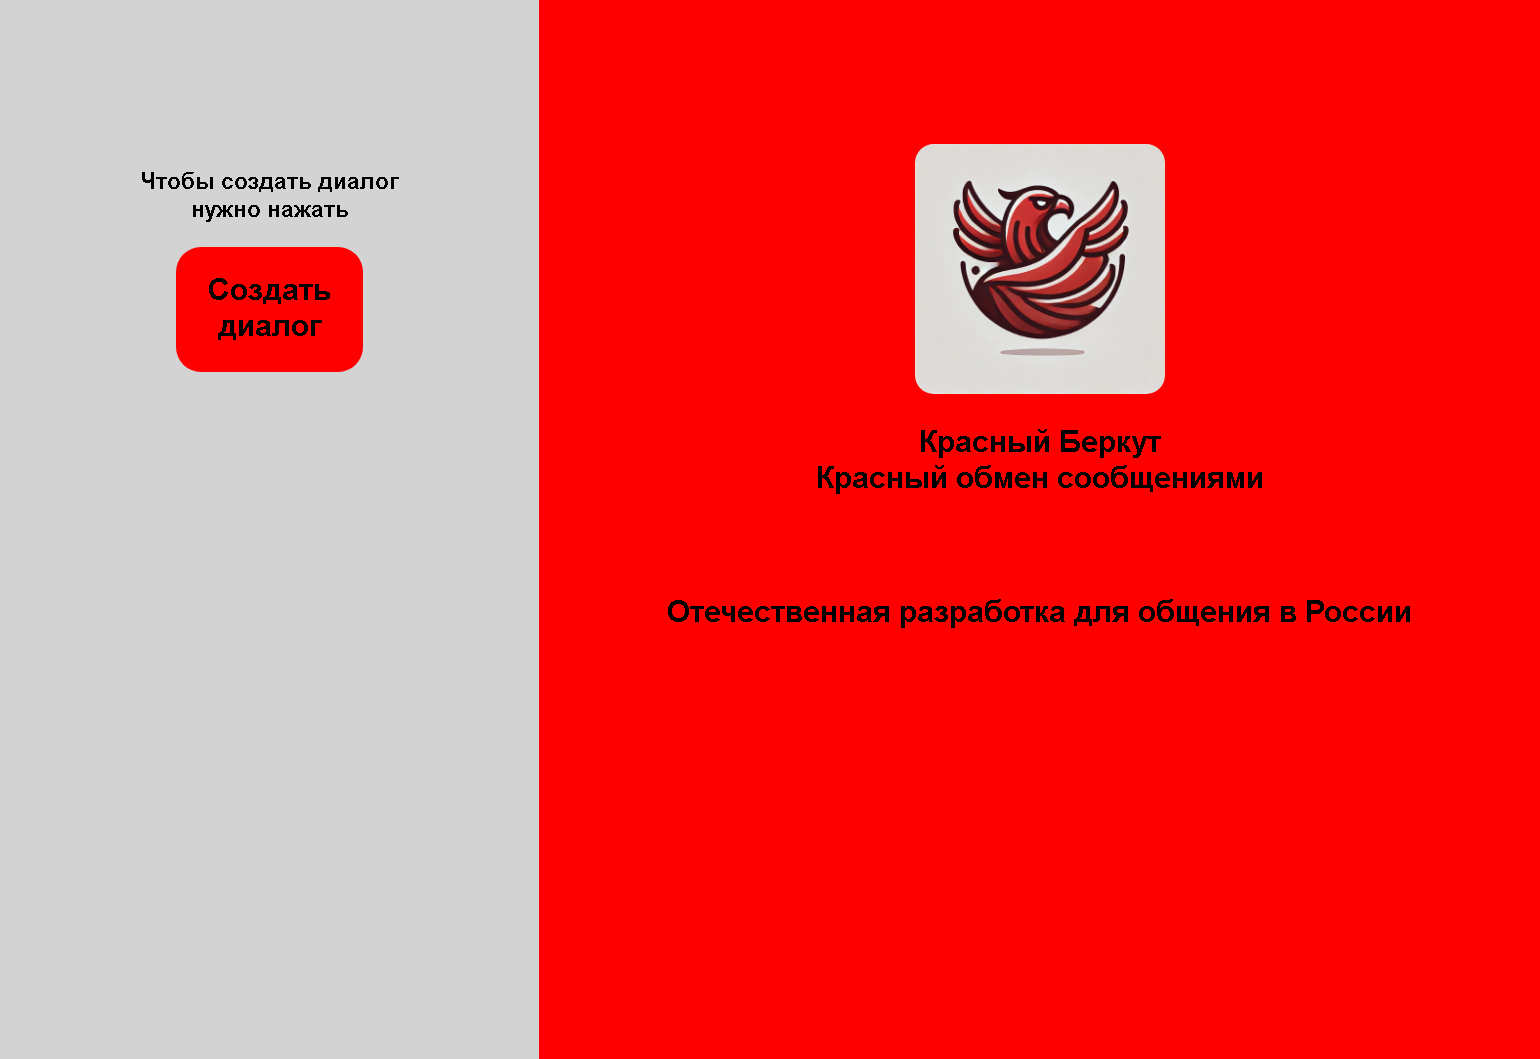 Чтобы создать диалог
нужно нажать
Создать
диалог
Красный Беркут
Красный обмен сообщениями
Отечественная разработка для общения в России